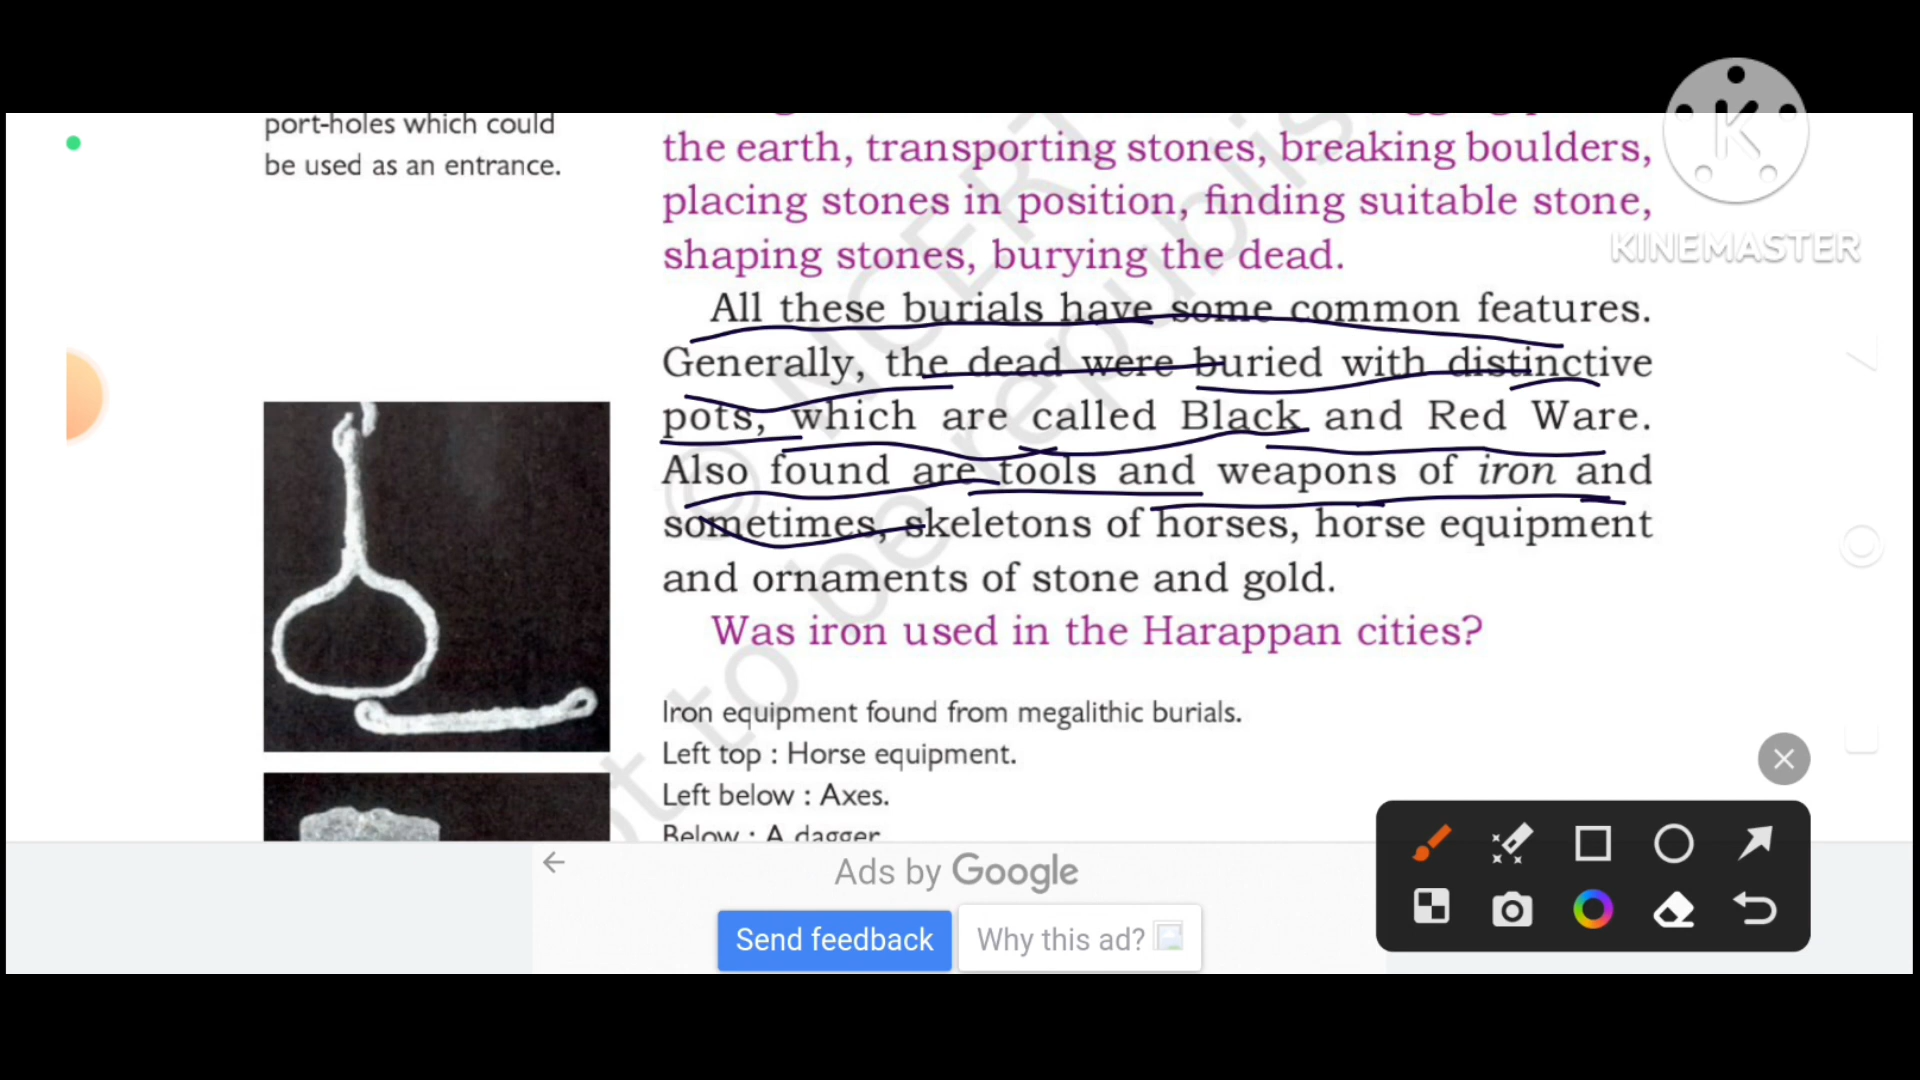 port-holes which could
be used as an entrance.
the earth, transporting stones, breaking boulders,
placing stones in position, finding suitable stone,
shaping stones, burying the dead.
All these burials have some common features.
Generally, the dead were buried with distinctive
pots, which are called Black and Red Ware.
Also found are tools and weapons of iron and
sometimes, skeletons of horses, horse equipment
and ornaments of stone and gold.
Was iron used in the Harappan cities?
Iron equipment found from megalithic burials.
Left top : Horse equipment.
Left below : Axes.
Below : A dagger
© NCERT
not to be republis
K
KINEMASTER
Ads by Google
Send feedback
Why this ad?